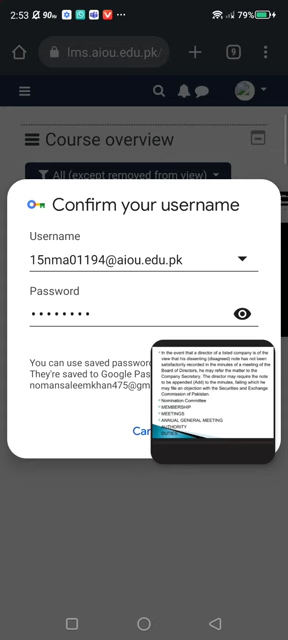 2:53
90
79%
lms.aiou.edu.pk/
9
Course overview
All (except removed from view)
Confirm your username
Username
15nma01194@aiou.edu.pk
Password
You can use saved password
They're saved to Google Pas
nomansaleemkhan475@gm
Can
In the event that a director of a listed company is of the
view that his dissenting (disagreed) note has not been
satisfactorily recorded in the minutes of a meeting of the
Board of Directors, he may refer the matter to the
Company Secretary. The director may require the note
to be appended (Add) to the minutes, failing which he
may file an objection with the Securities and Exchange
Commission of Pakistan.
Nomination Committee
MEMBERSHIP
MEETINGS
ANNUAL GENERAL MEETING
AUTHORITY